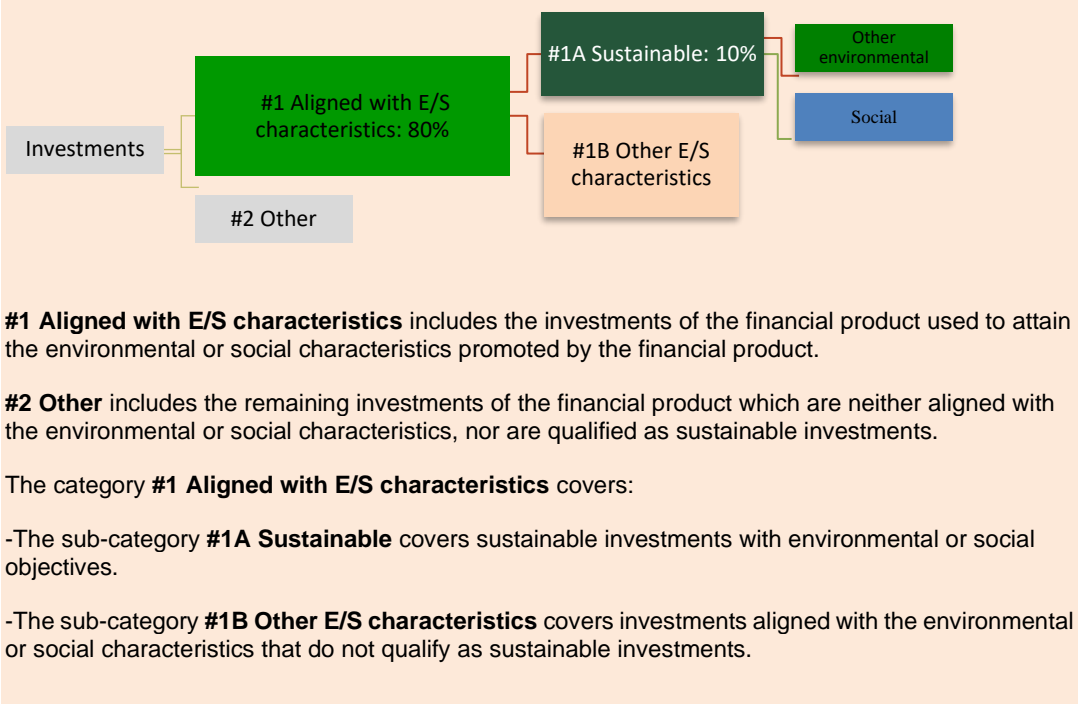 Investments
#1 Aligned with E/S
characteristics: 80%
#2 Other
#1A Sustainable: 10%
#1B Other E/S
characteristics
Other
environmental
Social
#1 Aligned with E/S characteristics includes the investments of the financial product used to attain
the environmental or social characteristics promoted by the financial product.
#2 Other includes the remaining investments of the financial product which are neither aligned with
the environmental or social characteristics, nor are qualified as sustainable investments.
The category #1 Aligned with E/S characteristics covers:
-The sub-category #1A Sustainable covers sustainable investments with environmental or social
objectives.
-The sub-category #1B Other E/S characteristics covers investments aligned with the environmental
or social characteristics that do not qualify as sustainable investments.